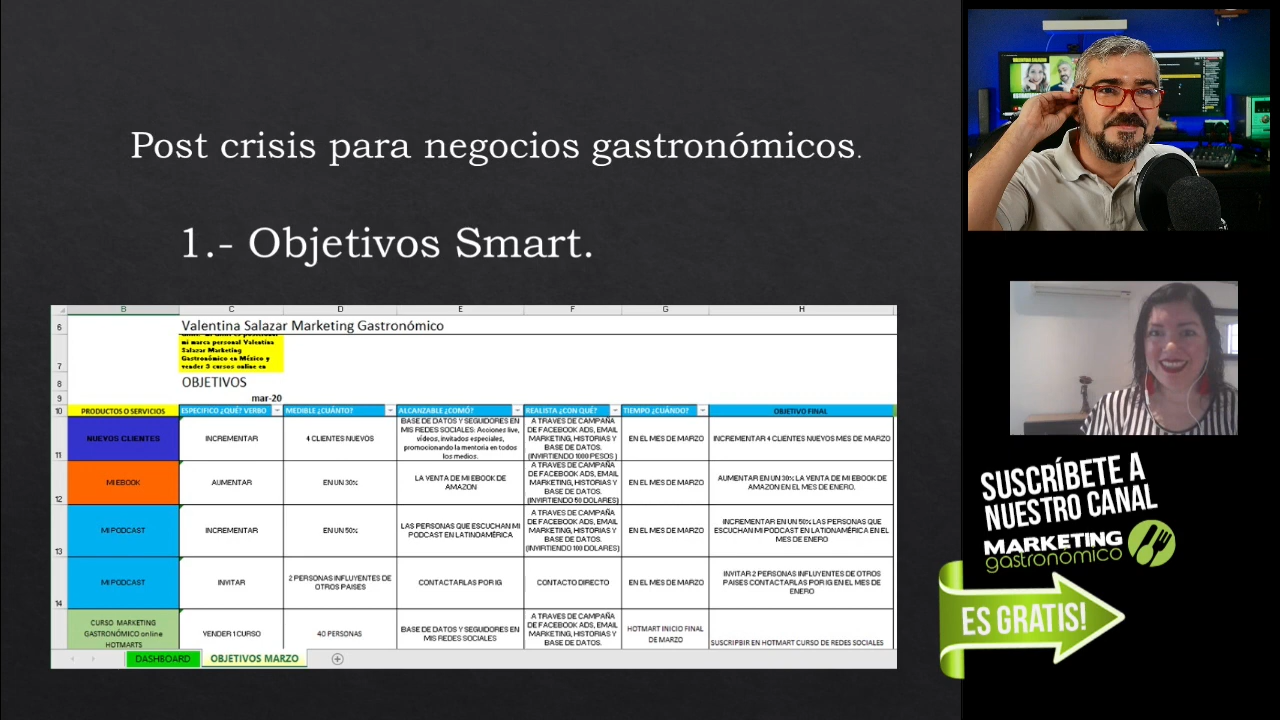 Post crisis para negocios gastronómicos.
1.- Objetivos Smart.
B C D E F G H
6 Valentina Salazar Marketing Gastronómico
mi marca personal Valentina
Salazar Marketing
Gastronómico en México y
7 vender 3 cursos online en
8 OBJETIVOS
9 mar-20
10 PRODUCTOS O SERVICIOS ESPECIFICO ¿QUÉ? VERBO MEDIBLE ¿CUÁNTO? ALCANZABLE ¿COMÓ? REALISTA ¿CON QUÉ? TIEMPO ¿CUÁNDO? OBJETIVO FINAL
11 NUEVOS CLIENTES
INCREMENTAR
4 CLIENTES NUEVOS
BASE DE DATOS Y SEGUIDORES EN
MIS REDES SOCIALES: Acciones live,
vídeos, invitados especiales,
promocionando la mentoria en todos
los medios.
A TRAVES DE CAMPAÑA
DE FACEBOOK ADS, EMAIL
MARKETING, HISTORIAS Y
BASE DE DATOS.
(INVIRTIENDO 1000 PESOS )
EN EL MES DE MARZO
INCREMENTAR 4 CLIENTES NUEVOS MES DE MARZO
12 MI EBOOK
AUMENTAR
EN UN 30%
LA VENTA DE MI EBOOK DE
AMAZON
A TRAVES DE CAMPAÑA
DE FACEBOOK ADS, EMAIL
MARKETING, HISTORIAS Y
BASE DE DATOS.
(INVIRTIENDO 50 DOLARES)
EN EL MES DE MARZO
AUMENTAR EN UN 30% LA VENTA DE MI EBOOK DE
AMAZON EN EL MES DE ENERO.
13 MI PODCAST
INCREMENTAR
EN UN 50%
LAS PERSONAS QUE ESCUCHAN MI
PODCAST EN LATINOAMÉRICA
A TRAVES DE CAMPAÑA
DE FACEBOOK ADS, EMAIL
MARKETING, HISTORIAS Y
BASE DE DATOS.
(INVIRTIENDO 100 DOLARES)
EN EL MES DE MARZO
INCREMENTAR EN UN 50% LAS PERSONAS QUE
ESCUCHAN MI PODCAST EN LATIONAMÉRICA EN EL
MES DE ENERO
14 MI PODCAST
INVITAR
2 PERSONAS INFLUYENTES DE
OTROS PAISES
CONTACTARLAS POR IG
CONTACTO DIRECTO
EN EL MES DE MARZO
INVITAR 2 PERSONAS INFLUYENTES DE OTROS
PAISES CONTACTARLAS POR IG EN EL MES DE
ENERO
CURSO MARKETING
GASTRONÓMICO online
HOTMARTS
VENDER 1 CURSO
40 PERSONAS
BASE DE DATOS Y SEGUIDORES EN
MIS REDES SOCIALES
A TRAVES DE CAMPAÑA
DE FACEBOOK ADS, EMAIL
MARKETING, HISTORIAS Y
BASE DE DATOS.
HOTMART INICIO FINAL
DE MARZO
SUSCRIPBIR EN HOTMART CURSO DE REDES SOCIALES
DASHBOARD OBJETIVOS MARZO
SUSCRÍBETE A
NUESTRO CANAL
MARKETING
gastronómico
ES GRATIS!